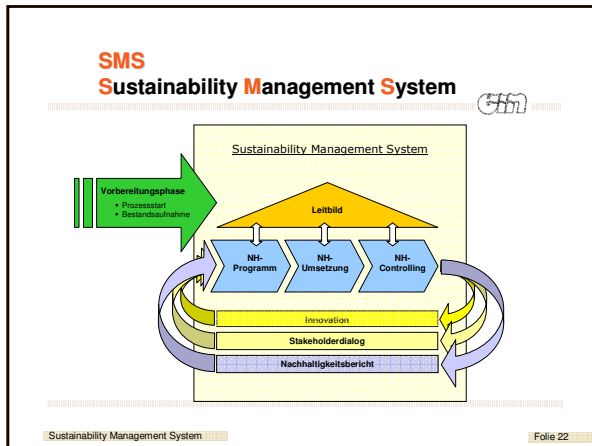 SMS
Sustainability Management System
Sustainability Management System
Vorbereitungsphase
• Prozessstart
• Bestandsaufnahme
Leitbild
NH-
Programm
NH-
Umsetzung
NH-
Controlling
Innovation
Stakeholderdialog
Nachhaltigkeitsbericht
Sustainability Management System
Folie 22